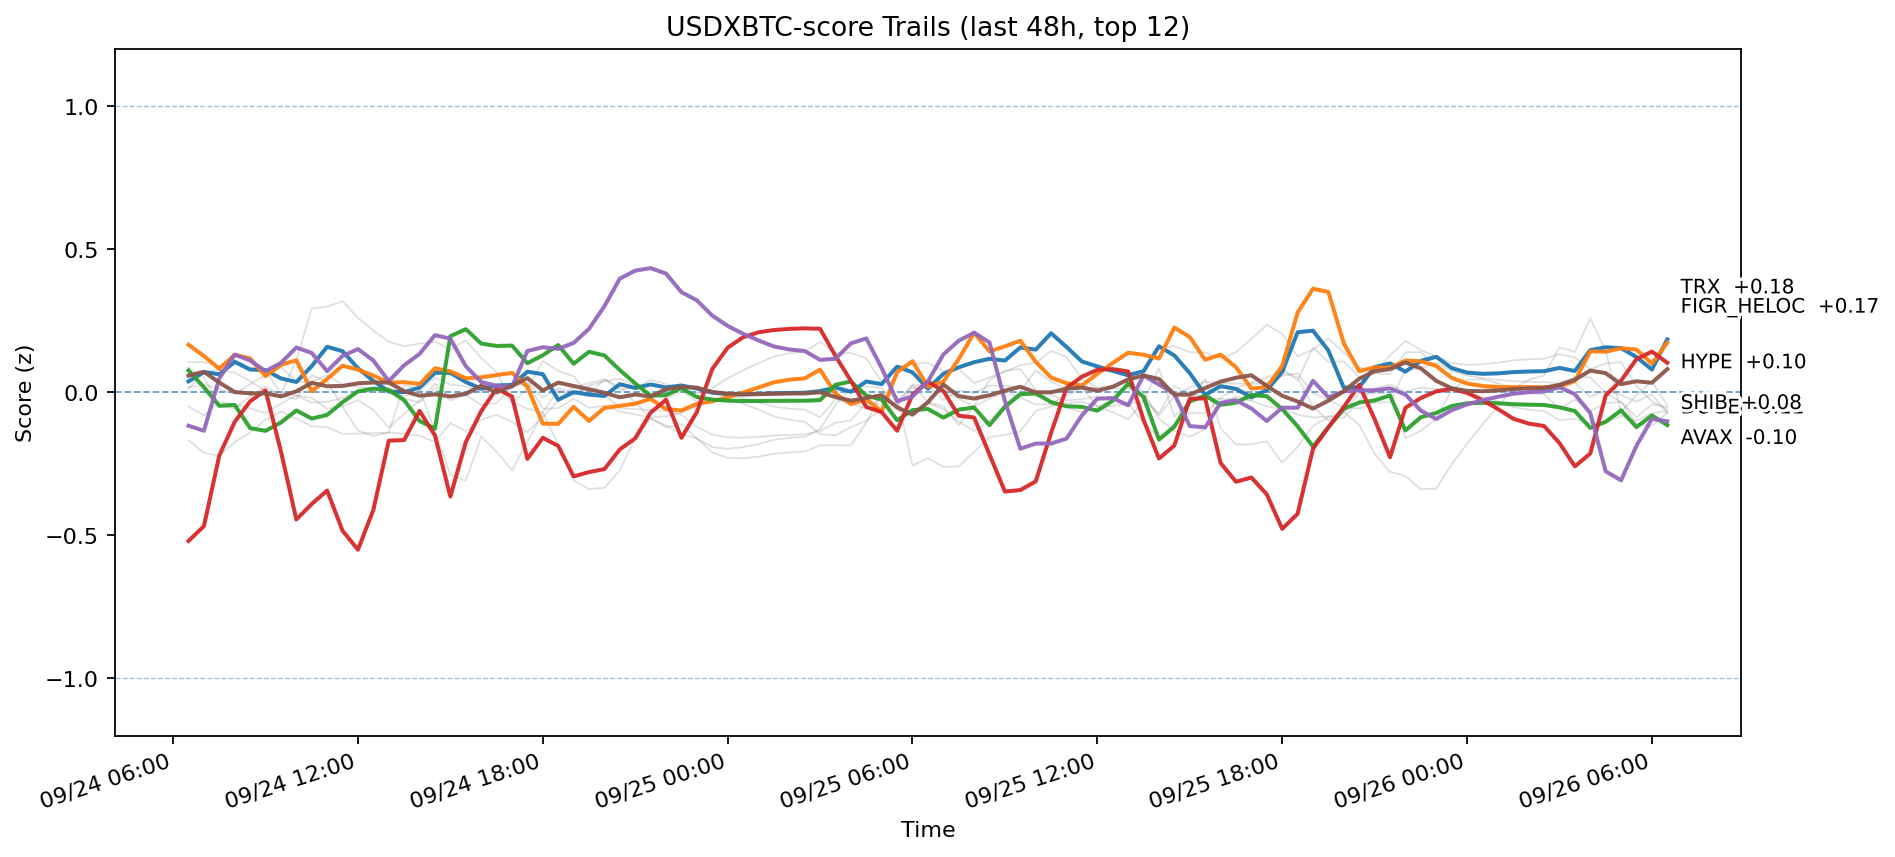 USDXBTC-score Trails (last 48h, top 12)
Score (z)
1.0
0.5
0.0
−0.5
−1.0
TRX +0.18
FIGR_HELOC +0.17
HYPE +0.10
SHIB +0.08
AVAX -0.10
09/24 06:00
09/24 12:00
09/24 18:00
09/25 00:00
09/25 06:00
09/25 12:00
09/25 18:00
09/26 00:00
09/26 06:00
Time